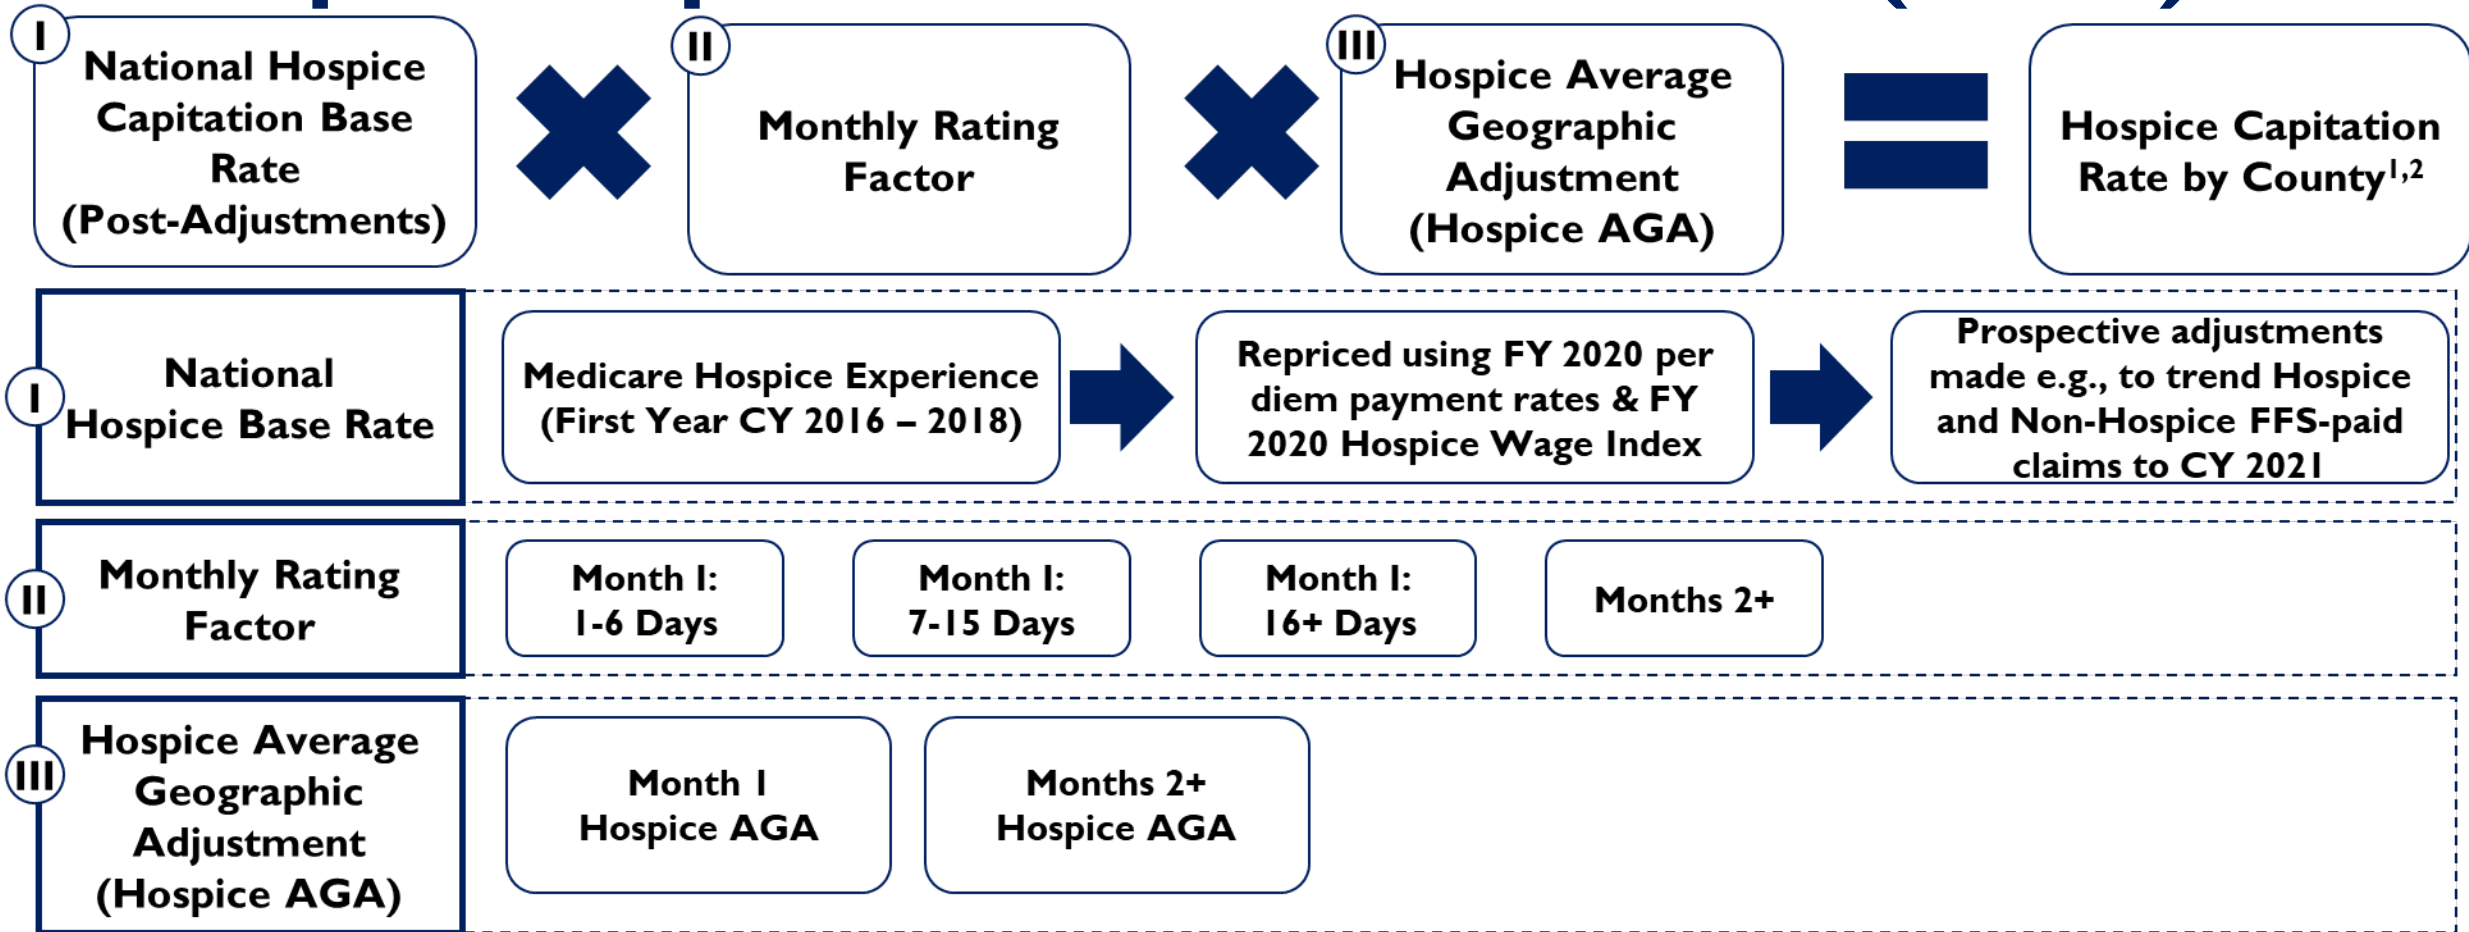 I
National Hospice
Capitation Base
Rate
(Post-Adjustments)
II
Monthly Rating
Factor
III
Hospice Average
Geographic
Adjustment
(Hospice AGA)
Hospice Capitation
Rate by County¹,²
I
National
Hospice Base Rate
Medicare Hospice Experience
(First Year CY 2016 – 2018)
Repriced using FY 2020 per
diem payment rates & FY
2020 Hospice Wage Index
Prospective adjustments
made e.g., to trend Hospice
and Non-Hospice FFS-paid
claims to CY 2021
II
Monthly Rating
Factor
Month 1:
1-6 Days
Month 1:
7-15 Days
Month 1:
16+ Days
Months 2+
III
Hospice Average
Geographic
Adjustment
(Hospice AGA)
Month 1
Hospice AGA
Months 2+
Hospice AGA